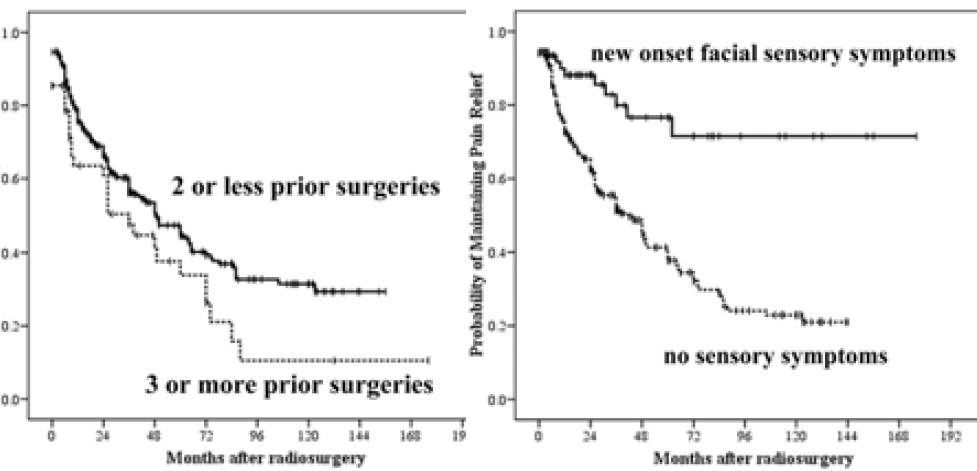 1.0
0.8
0.6
0.4
0.2
0.0
2 or less prior surgeries
3 or more prior surgeries
0 24 48 72 96 120 144 168 19
Months after radiosurgery
Probability of Maintaining Pain Relief
1.0
0.8
0.6
0.4
0.2
0.0
new onset facial sensory symptoms
no sensory symptoms
0 24 48 72 96 120 144 168 192
Months after radiosurgery